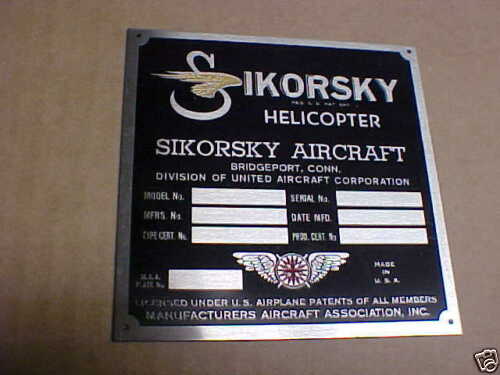 SIKORSKY
REG. U. S. PAT. OFF.
HELICOPTER
SIKORSKY AIRCRAFT
BRIDGEPORT, CONN.
DIVISION OF UNITED AIRCRAFT CORPORATION
MODEL No. SERIAL No.
MFRS. No. DATE MFD.
TYPE CERT. No. PROD. CERT. No
M.A.A. MADE
PLATE No. IN
U.S.A.
LICENSED UNDER U.S. AIRPLANE PATENTS OF ALL MEMBERS
MANUFACTURERS AIRCRAFT ASSOCIATION, INC.